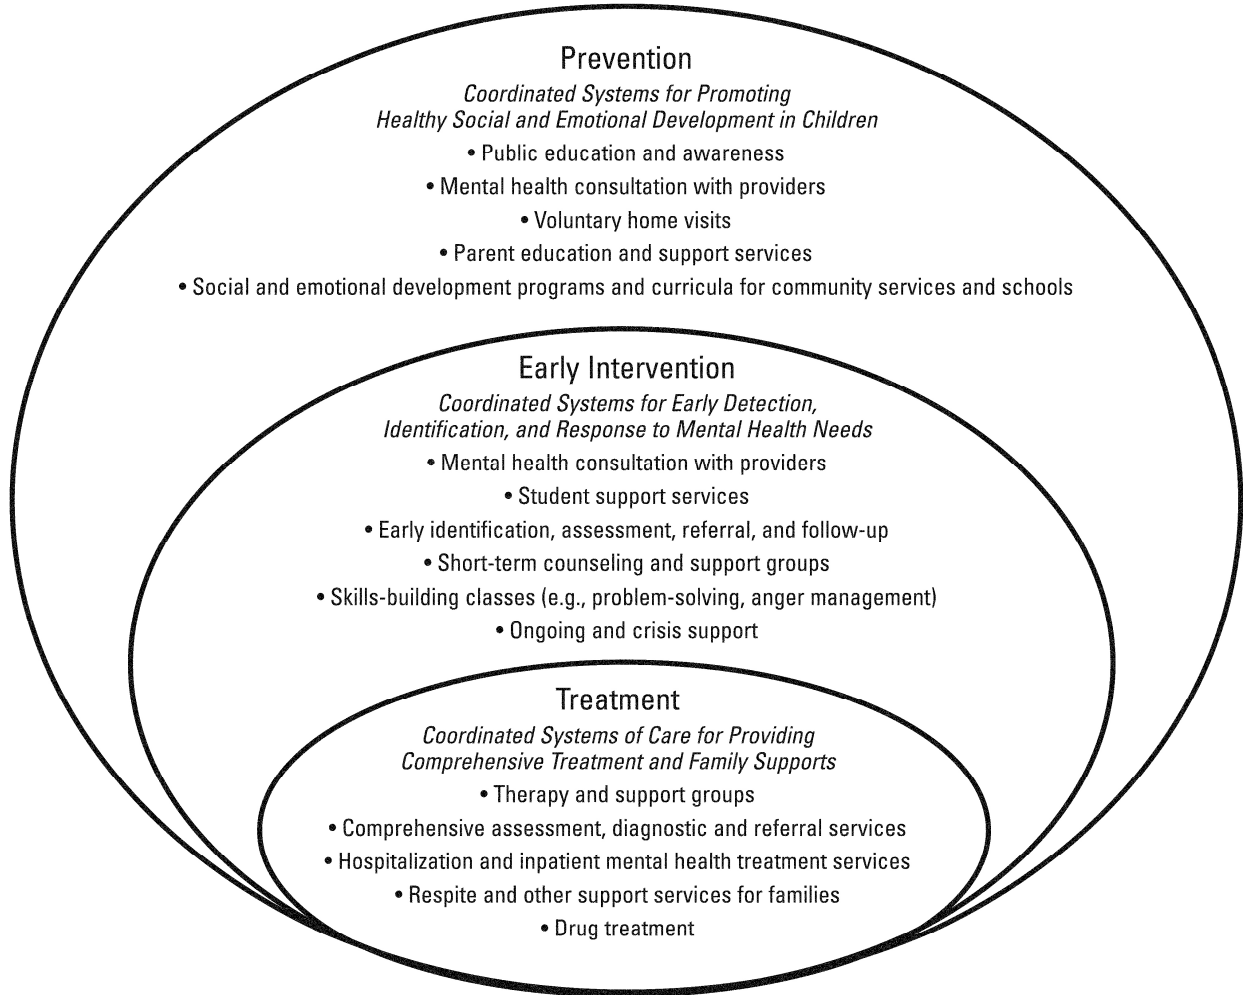 Prevention
Coordinated Systems for Promoting
Healthy Social and Emotional Development in Children
• Public education and awareness
• Mental health consultation with providers
• Voluntary home visits
• Parent education and support services
• Social and emotional development programs and curricula for community services and schools
Early Intervention
Coordinated Systems for Early Detection,
Identification, and Response to Mental Health Needs
• Mental health consultation with providers
• Student support services
• Early identification, assessment, referral, and follow-up
• Short-term counseling and support groups
• Skills-building classes (e.g., problem-solving, anger management)
• Ongoing and crisis support
Treatment
Coordinated Systems of Care for Providing
Comprehensive Treatment and Family Supports
• Therapy and support groups
• Comprehensive assessment, diagnostic and referral services
• Hospitalization and inpatient mental health treatment services
• Respite and other support services for families
• Drug treatment